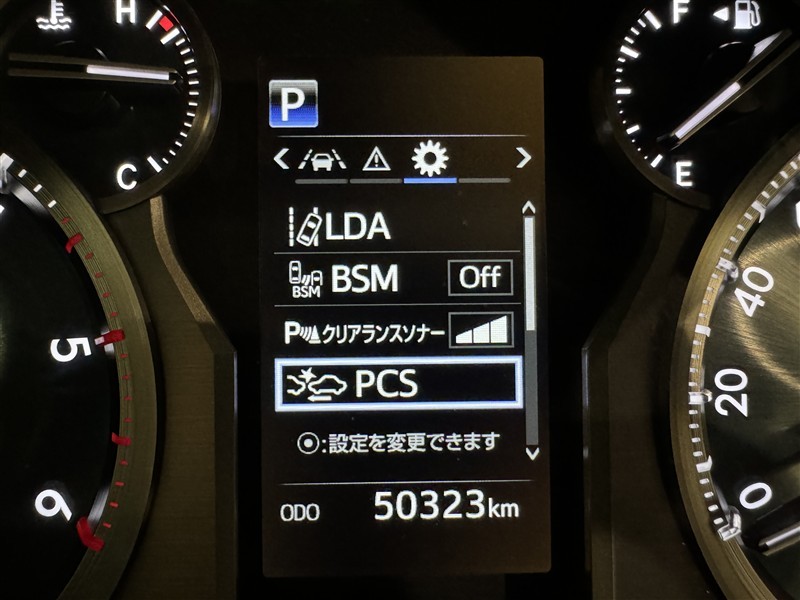 H
C
F
E
P
LDA
BSM BSM Off
Pクリアランスソナー
PCS
:設定を変更できます
ODO 50323km
5
6
40
20
0